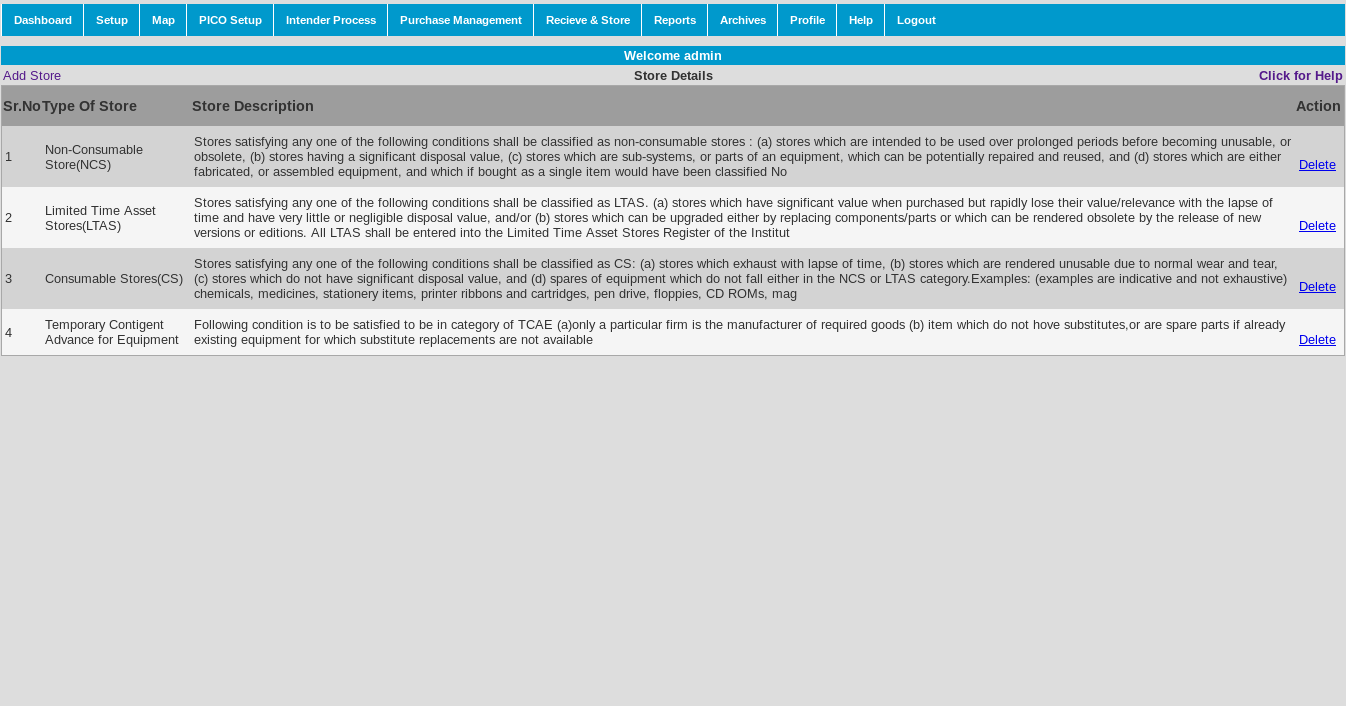 Dashboard Setup Map PICO Setup Intender Process Purchase Management Recieve & Store Reports Archives Profile Help Logout
Welcome admin
Add Store Store Details Click for Help
Sr.No Type Of Store Store Description Action
1 Non-Consumable
Store(NCS)
Stores satisfying any one of the following conditions shall be classified as non-consumable stores : (a) stores which are intended to be used over prolonged periods before becoming unusable, or
obsolete, (b) stores having a significant disposal value, (c) stores which are sub-systems, or parts of an equipment, which can be potentially repaired and reused, and (d) stores which are either
fabricated, or assembled equipment, and which if bought as a single item would have been classified No
Delete
2 Limited Time Asset
Stores(LTAS)
Stores satisfying any one of the following conditions shall be classified as LTAS. (a) stores which have significant value when purchased but rapidly lose their value/relevance with the lapse of
time and have very little or negligible disposal value, and/or (b) stores which can be upgraded either by replacing components/parts or which can be rendered obsolete by the release of new
versions or editions. All LTAS shall be entered into the Limited Time Asset Stores Register of the Institut
Delete
3 Consumable Stores(CS)
Stores satisfying any one of the following conditions shall be classified as CS: (a) stores which exhaust with lapse of time, (b) stores which are rendered unusable due to normal wear and tear,
(c) stores which do not have significant disposal value, and (d) spares of equipment which do not fall either in the NCS or LTAS category.Examples: (examples are indicative and not exhaustive)
chemicals, medicines, stationery items, printer ribbons and cartridges, pen drive, floppies, CD ROMs, mag
Delete
4 Temporary Contigent
Advance for Equipment
Following condition is to be satisfied to be in category of TCAE (a)only a particular firm is the manufacturer of required goods (b) item which do not hove substitutes,or are spare parts if already
existing equipment for which substitute replacements are not available
Delete